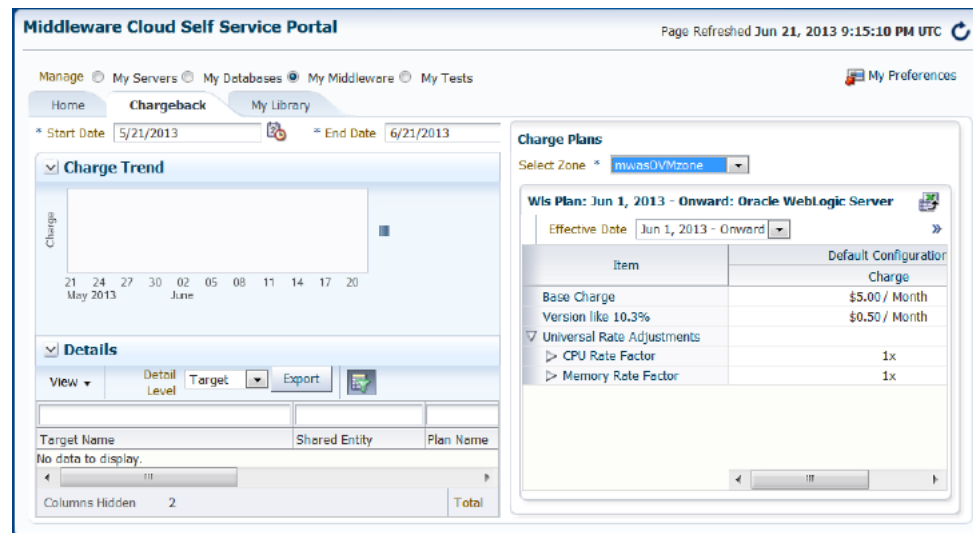 Middleware Cloud Self Service Portal
Page Refreshed Jun 21, 2013 9:15:10 PM UTC
Manage My Servers My Databases My Middleware My Tests
My Preferences
Home Chargeback My Library
* Start Date 5/21/2013 * End Date 6/21/2013
Charge Trend
Charge
21 24 27 30 02 05 08 11 14 17 20
May 2013 June
Details
View Detail Level Target Export
Target Name Shared Entity Plan Name
No data to display.
Columns Hidden 2 Total
Charge Plans
Select Zone * mwasOVMzone
Wls Plan: Jun 1, 2013 - Onward: Oracle WebLogic Server
Effective Date Jun 1, 2013 - Onward
Item Default Configuration
Charge
Base Charge $5.00 / Month
Version like 10.3% $0.50 / Month
Universal Rate Adjustments
CPU Rate Factor 1x
Memory Rate Factor 1x